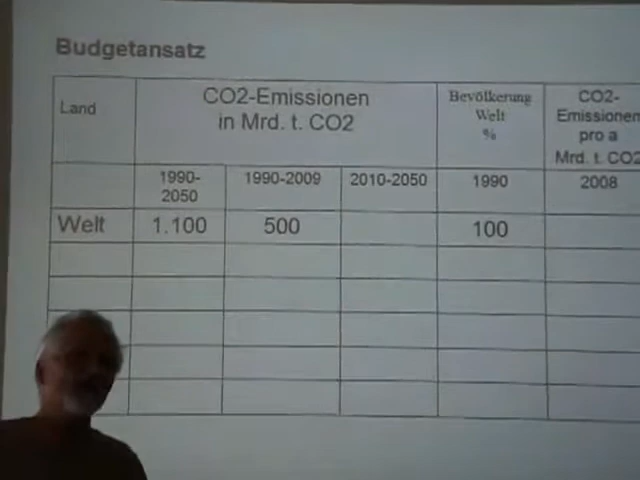 Budgetansatz
Land
CO2-Emissionen
in Mrd. t. CO2
Bevölkerung
Welt
%
CO2-
Emissionen
pro a
Mrd. t. CO2
1990-
2050
1990-2009
2010-2050
1990
2008
Welt
1.100
500
100